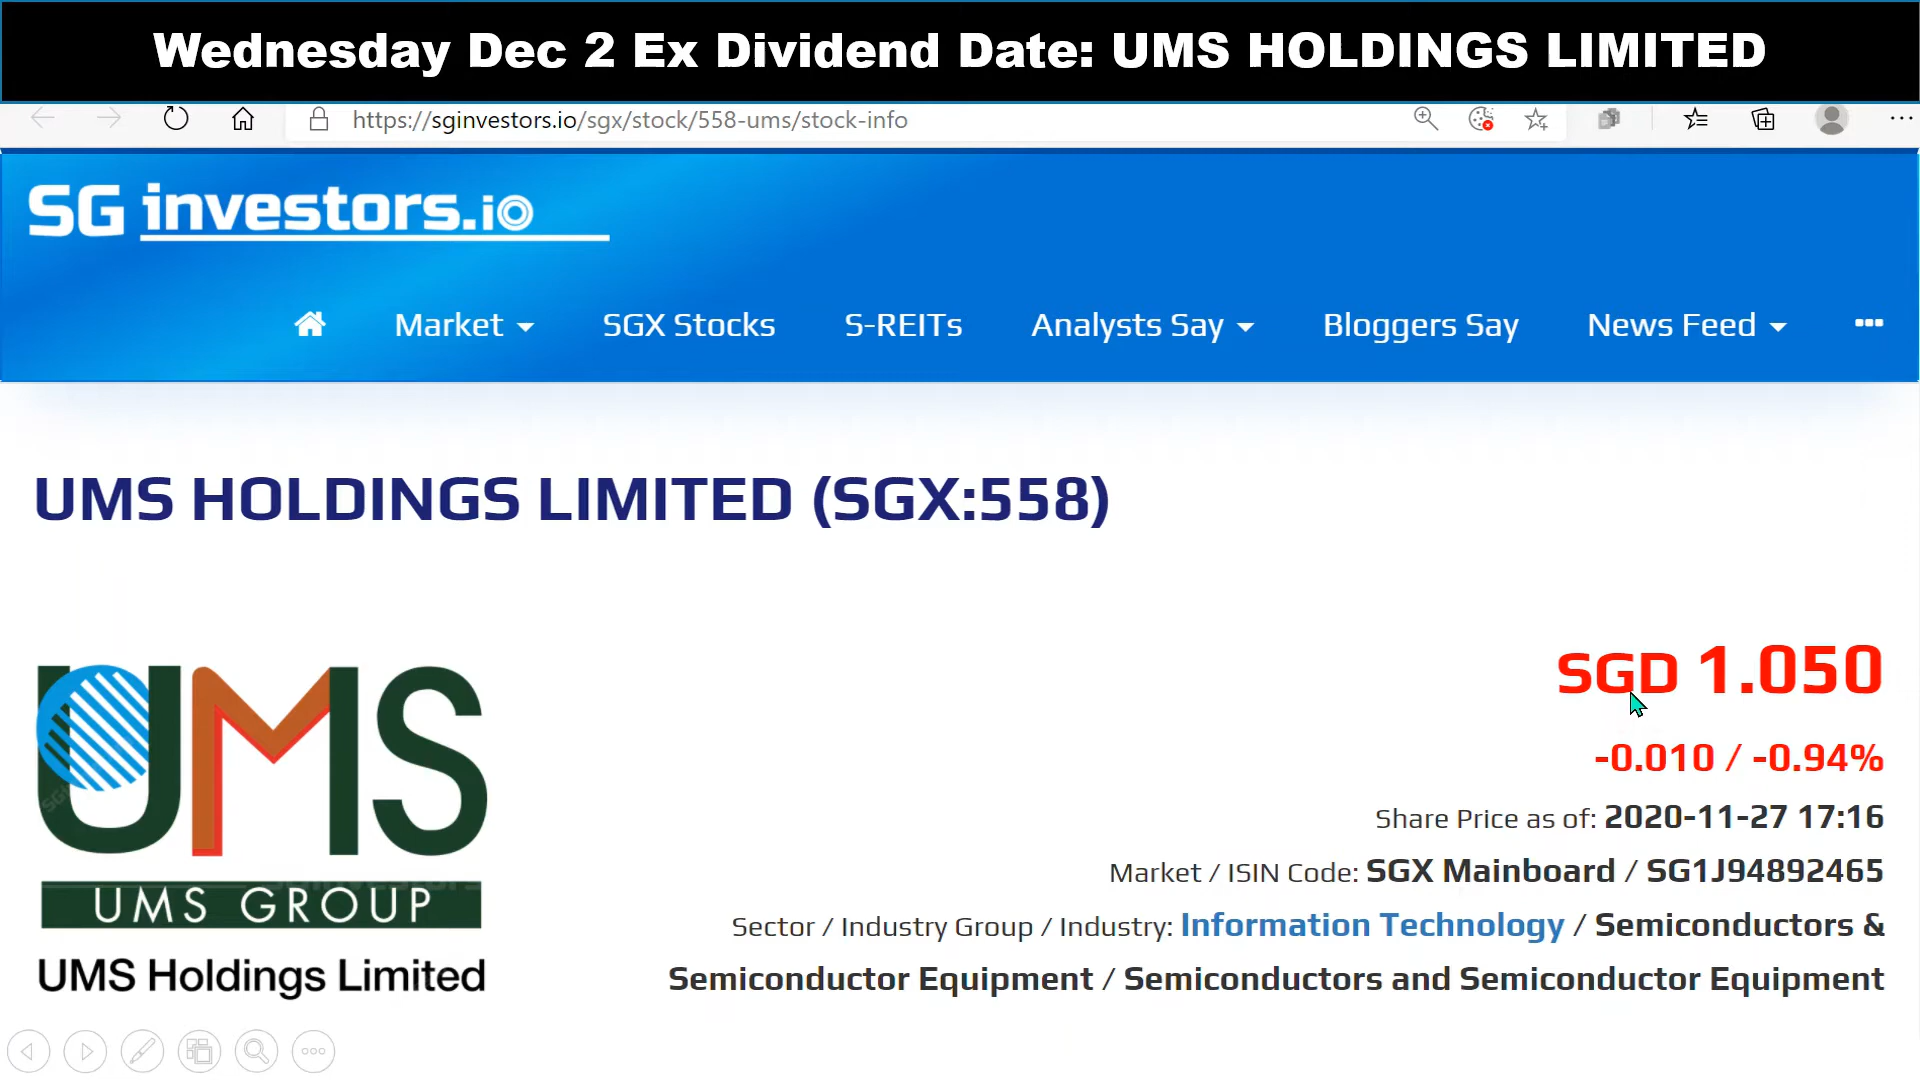 Wednesday Dec 2 Ex Dividend Date: UMS HOLDINGS LIMITED
https://sginvestors.io/sgx/stock/558-ums/stock-info
SG investors.io
Market SGX Stocks S-REITs Analysts Say Bloggers Say News Feed
UMS HOLDINGS LIMITED (SGX:558)
SGD 1.050
-0.010 / -0.94%
Share Price as of: 2020-11-27 17:16
Market / ISIN Code: SGX Mainboard / SG1J94892465
Sector / Industry Group / Industry: Information Technology / Semiconductors &
Semiconductor Equipment / Semiconductors and Semiconductor Equipment
UMS
UMS GROUP
UMS Holdings Limited